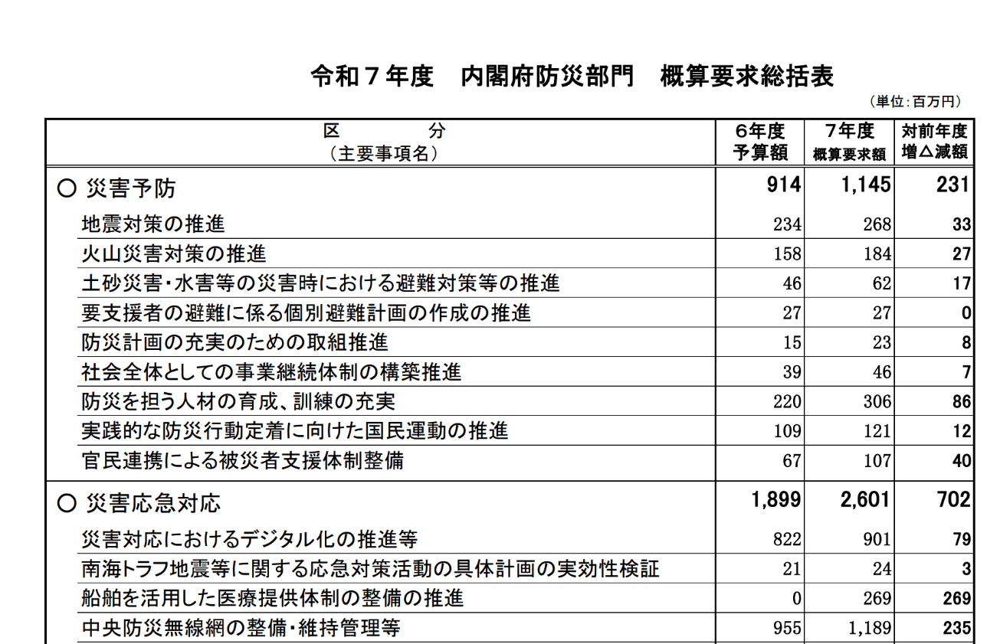 令和７年度　内閣府防災部門　概算要求総括表
（単位：百万円）
区　　　　分 ６年度 ７年度 対前年度
（主要事項名） 予算額 概算要求額 増△減額
〇 災害予防 914 1,145 231
地震対策の推進 234 268 33
火山災害対策の推進 158 184 27
土砂災害・水害等の災害時における避難対策等の推進 46 62 17
要支援者の避難に係る個別避難計画の作成の推進 27 27 0
防災計画の充実のための取組推進 15 23 8
社会全体としての事業継続体制の構築推進 39 46 7
防災を担う人材の育成、訓練の充実 220 306 86
実践的な防災行動定着に向けた国民運動の推進 109 121 12
官民連携による被災者支援体制整備 67 107 40
〇 災害応急対応 1,899 2,601 702
災害対応におけるデジタル化の推進等 822 901 79
南海トラフ地震等に関する応急対策活動の具体計画の実効性検証 21 24 3
船舶を活用した医療提供体制の整備の推進 0 269 269
中央防災無線網の整備・維持管理等 955 1,189 235